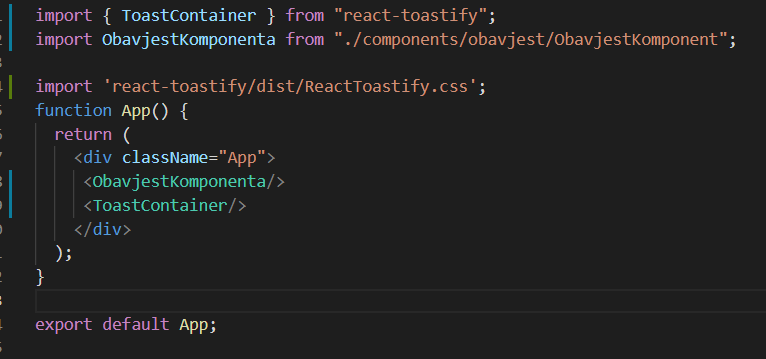 import { ToastContainer } from "react-toastify";
import ObavjestKomponenta from "./components/obavjest/ObavjestKomponent";
import 'react-toastify/dist/ReactToastify.css';
function App() {
return (
<div className="App">
<ObavjestKomponenta/>
<ToastContainer/>
</div>
);
}
export default App;